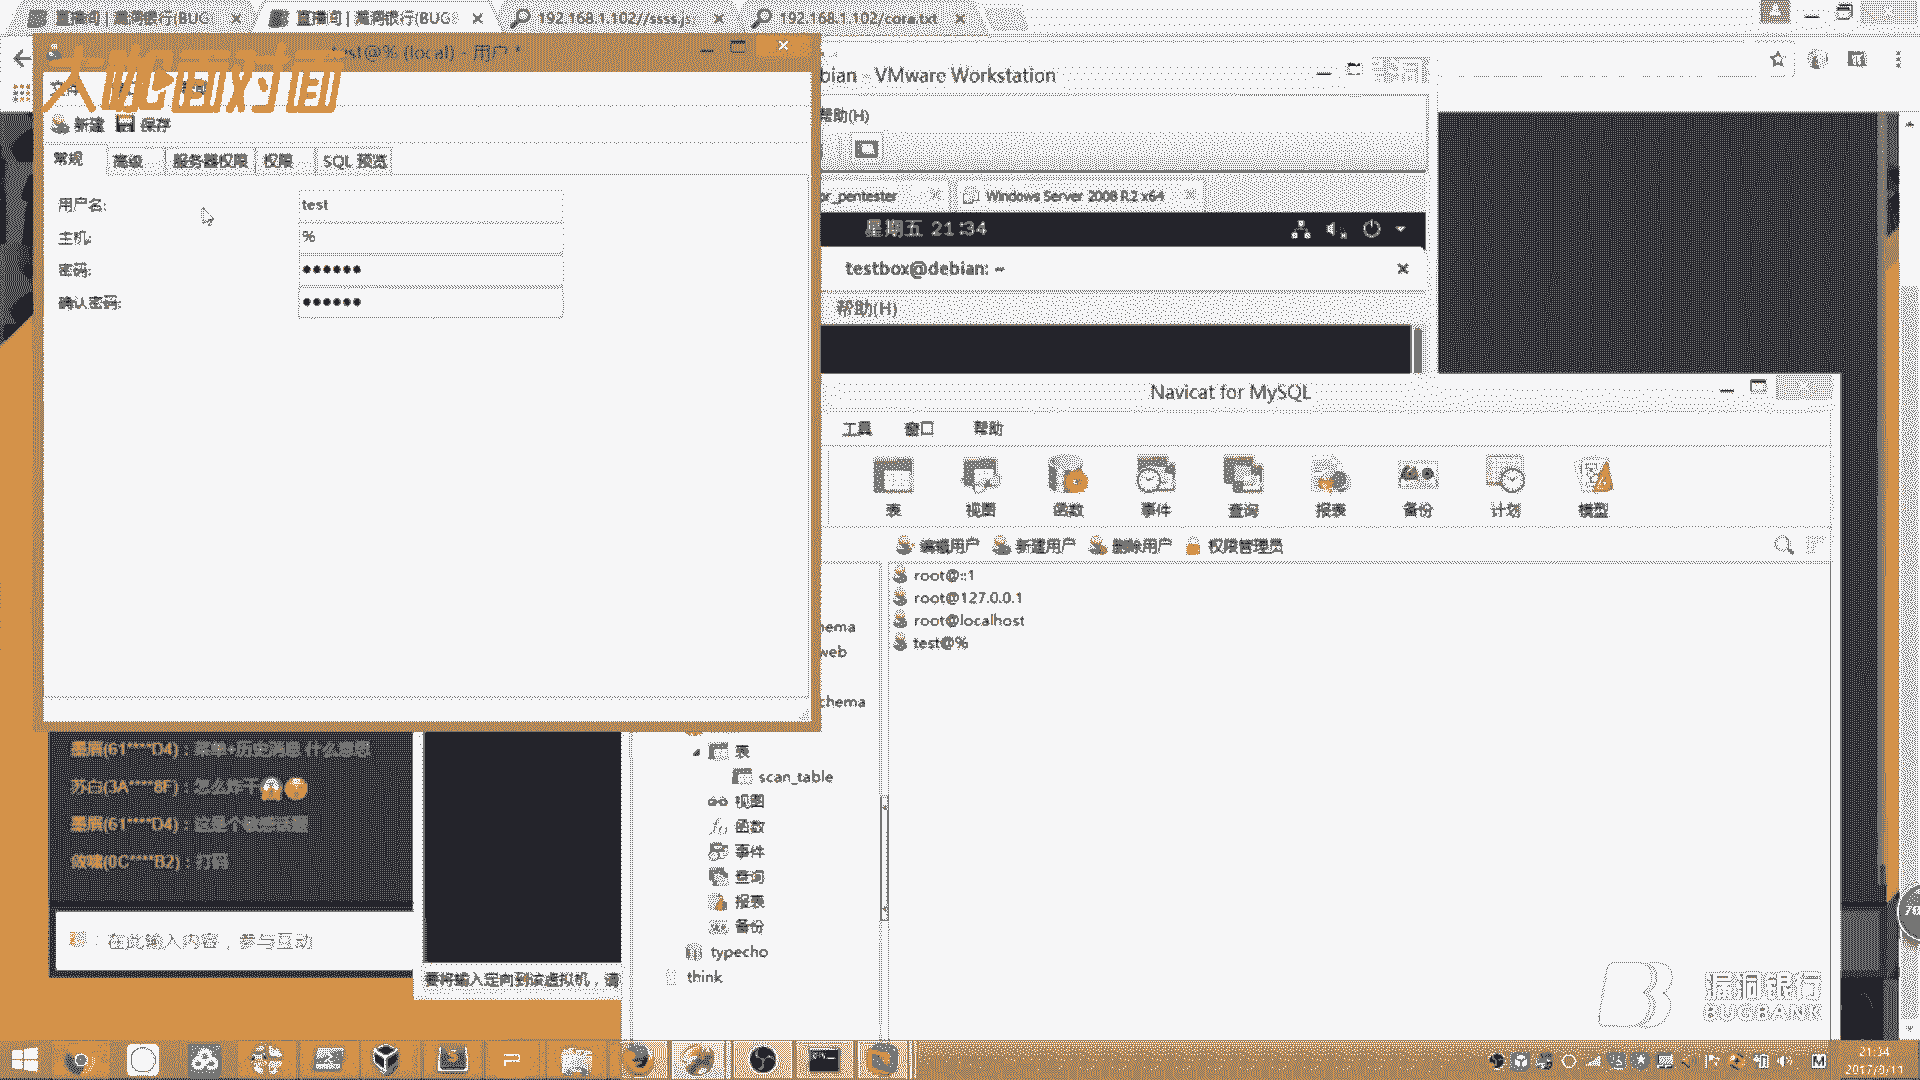 直播间 | 漏洞银行(BUG
直播间 | 漏洞银行(BUGS
192.168.1.102//ssss.js
192.168.1.102/cora.txt
test@% (local) - 用户 *
大咖面对面
新建 保存
常规 高级 服务器权限 权限 SQL 预览
用户名: test
主机: %
密码: ●●●●●●
确认密码: ●●●●●●
bian - VMware Workstation
帮助(H)
or_pentester
Windows Server 2008 R2 x64
星期五 21:34
testbox@debian: ~
帮助(H)
Navicat for MySQL
工具 窗口 帮助
表 视图 函数 事件 查询 报表 备份 计划 模型
编辑用户 新建用户 删除用户 权限管理员
root@::1
root@127.0.0.1
root@localhost
test@%
hema
web
chema
表
scan_table
视图
函数
事件
查询
报表
备份
typecho
think
墨盾(61****D4)：菜单+历史消息 什么意思
苏白(3A****8F)：怎么炸干
(61****D4)：这是个敏感话题
(0C****B2)：打码
在此输入内容，参与互动
要将输入定向到该虚拟机，请
漏洞银行
BUGBANK
70
M
21:34
2017/8/11